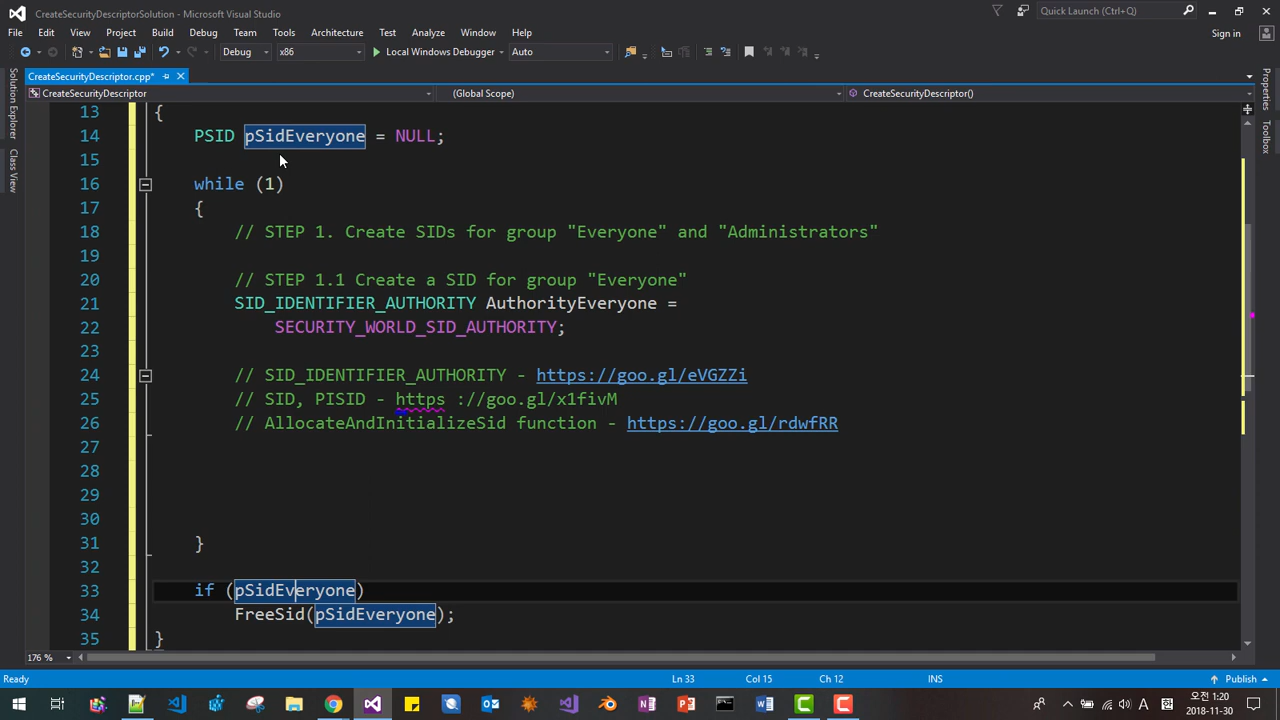 CreateSecurityDescriptorSolution - Microsoft Visual Studio
Quick Launch (Ctrl+Q)
File Edit View Project Build Debug Team Tools Architecture Test Analyze Window Help
Sign in
Debug x86 Local Windows Debugger Auto
CreateSecurityDescriptor.cpp*
CreateSecurityDescriptor (Global Scope) CreateSecurityDescriptor()
Solution Explorer
Class View
Properties
Toolbox
13 {
14 PSID pSidEveryone = NULL;
15
16 while (1)
17 {
18 // STEP 1. Create SIDs for group "Everyone" and "Administrators"
19
20 // STEP 1.1 Create a SID for group "Everyone"
21 SID_IDENTIFIER_AUTHORITY AuthorityEveryone =
22 SECURITY_WORLD_SID_AUTHORITY;
23
24 // SID_IDENTIFIER_AUTHORITY - https://goo.gl/eVGZZi
25 // SID, PISID - https ://goo.gl/x1fivM
26 // AllocateAndInitializeSid function - https://goo.gl/rdwfRR
27
28
29
30
31 }
32
33 if (pSidEveryone)
34 FreeSid(pSidEveryone);
35 }
176 %
Ready Ln 33 Col 15 Ch 12 INS Publish
A 오전 1:20
2018-11-30